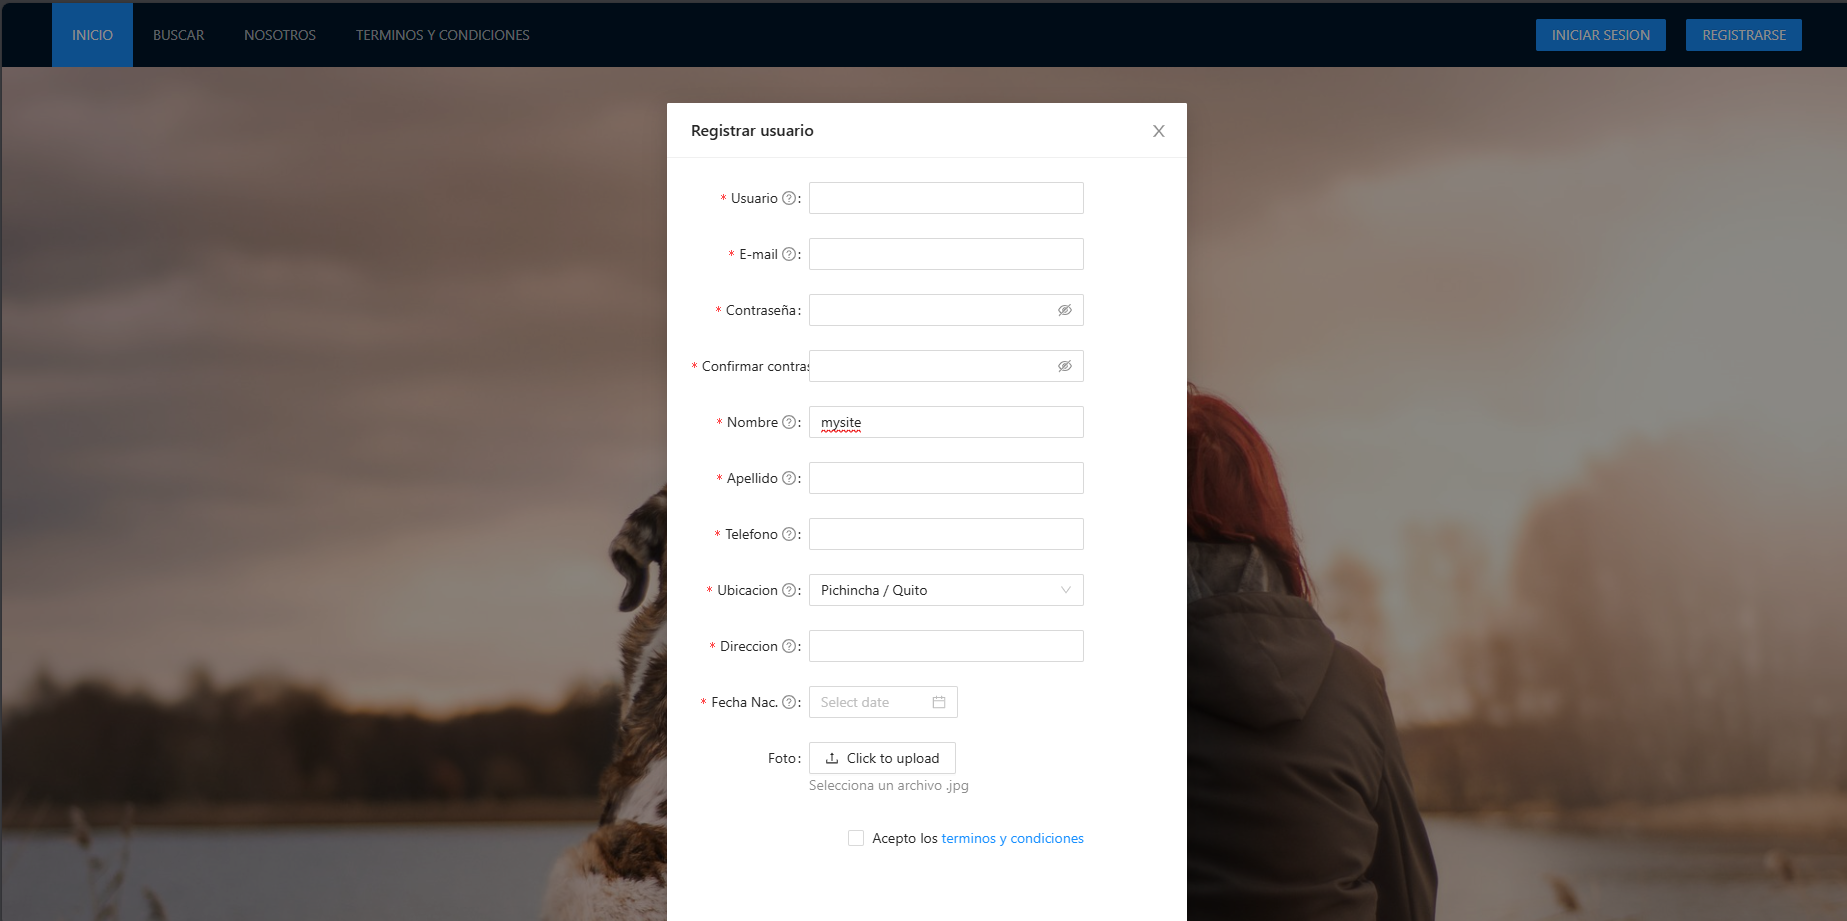 INICIO BUSCAR NOSOTROS TERMINOS Y CONDICIONES INICIAR SESION REGISTRARSE
Registrar usuario
* Usuario :
* E-mail :
* Contraseña:
* Confirmar contras
* Nombre : mysite
* Apellido :
* Telefono :
* Ubicacion : Pichincha / Quito
* Direccion :
* Fecha Nac. : Select date
Foto: Click to upload
Selecciona un archivo .jpg
Acepto los terminos y condiciones